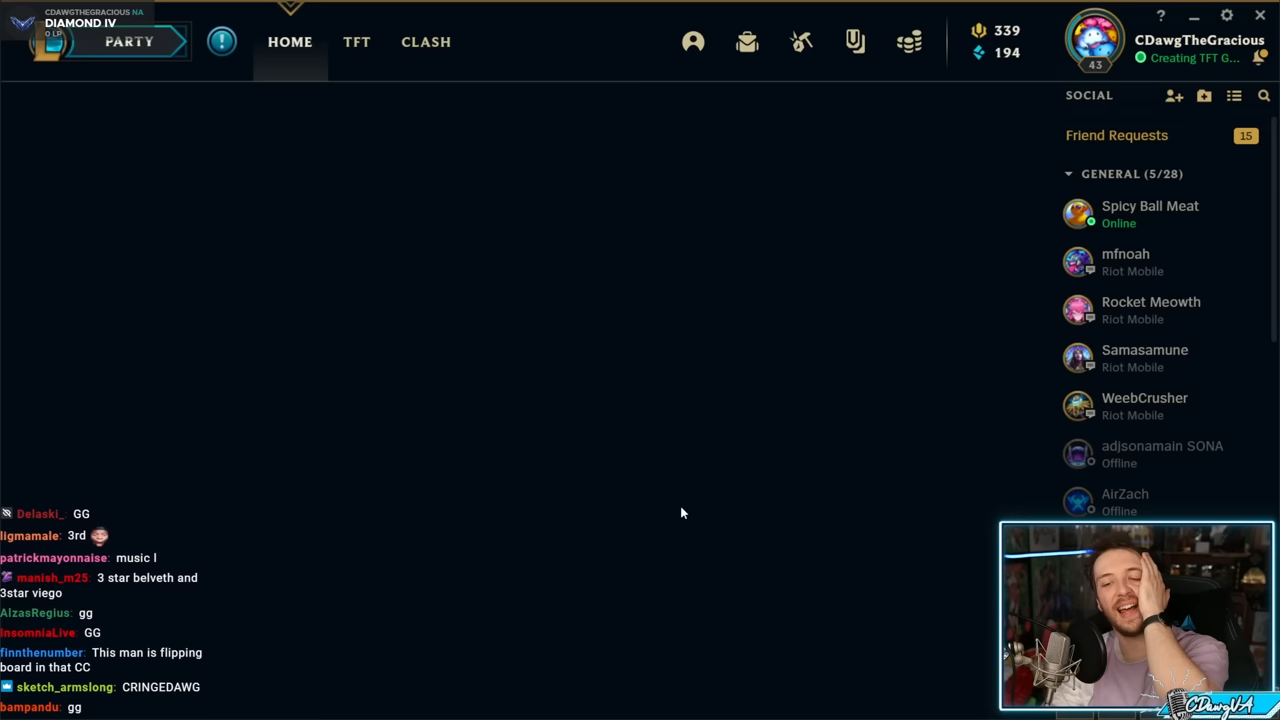 CDAWGTHEGRACIOUS NA
DIAMOND IV
0 LP
PARTY
HOME
TFT
CLASH
339
194
43
CDawgTheGracious
Creating TFT G...
SOCIAL
Friend Requests
15
GENERAL (5/28)
Spicy Ball Meat
Online
mfnoah
Riot Mobile
Rocket Meowth
Riot Mobile
Samasamune
Riot Mobile
WeebCrusher
Riot Mobile
adjsonamain SONA
Offline
AirZach
Offline
Delaski_: GG
ligmamale: 3rd
patrickmayonnaise: music l
manish_m25: 3 star belveth and
3star viego
AlzasRegius: gg
InsomniaLive: GG
finnthenumber: This man is flipping
board in that CC
sketch_armslong: CRINGEDAWG
bampandu: gg
CDawgVA